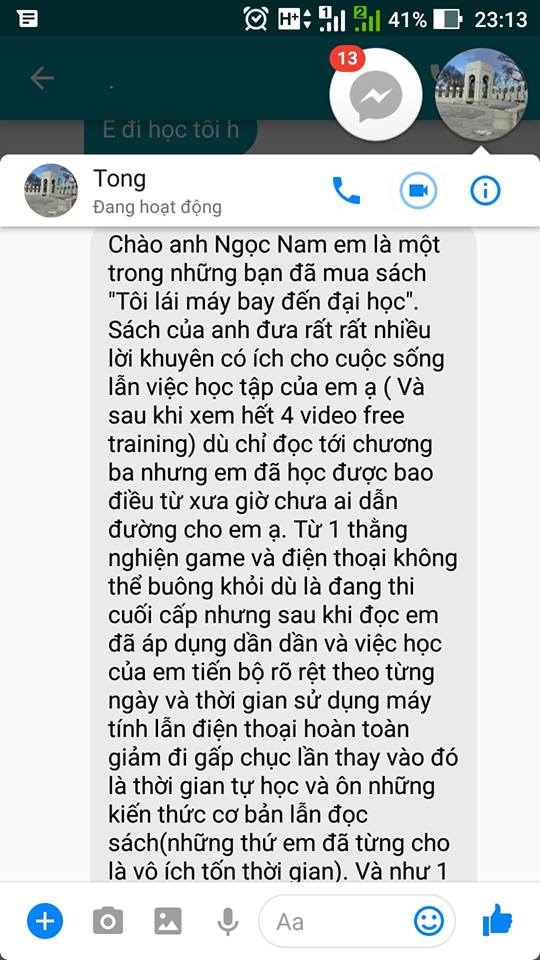 H+ 1 2 41% 23:13
13
E đi học tôi h
Tong
Đang hoạt động
Chào anh Ngọc Nam em là một
trong những bạn đã mua sách
"Tôi lái máy bay đến đại học".
Sách của anh đưa rất rất nhiều
lời khuyên có ích cho cuộc sống
lẫn việc học tập của em ạ ( Và
sau khi xem hết 4 video free
training) dù chỉ đọc tới chương
ba nhưng em đã học được bao
điều từ xưa giờ chưa ai dẫn
đường cho em ạ. Từ 1 thằng
nghiện game và điện thoại không
thể buông khỏi dù là đang thi
cuối cấp nhưng sau khi đọc em
đã áp dụng dần dần và việc học
của em tiến bộ rõ rệt theo từng
ngày và thời gian sử dụng máy
tính lẫn điện thoại hoàn toàn
giảm đi gấp chục lần thay vào đó
là thời gian tự học và ôn những
kiến thức cơ bản lẫn đọc
sách(những thứ em đã từng cho
là vô ích tốn thời gian). Và như 1
Aa